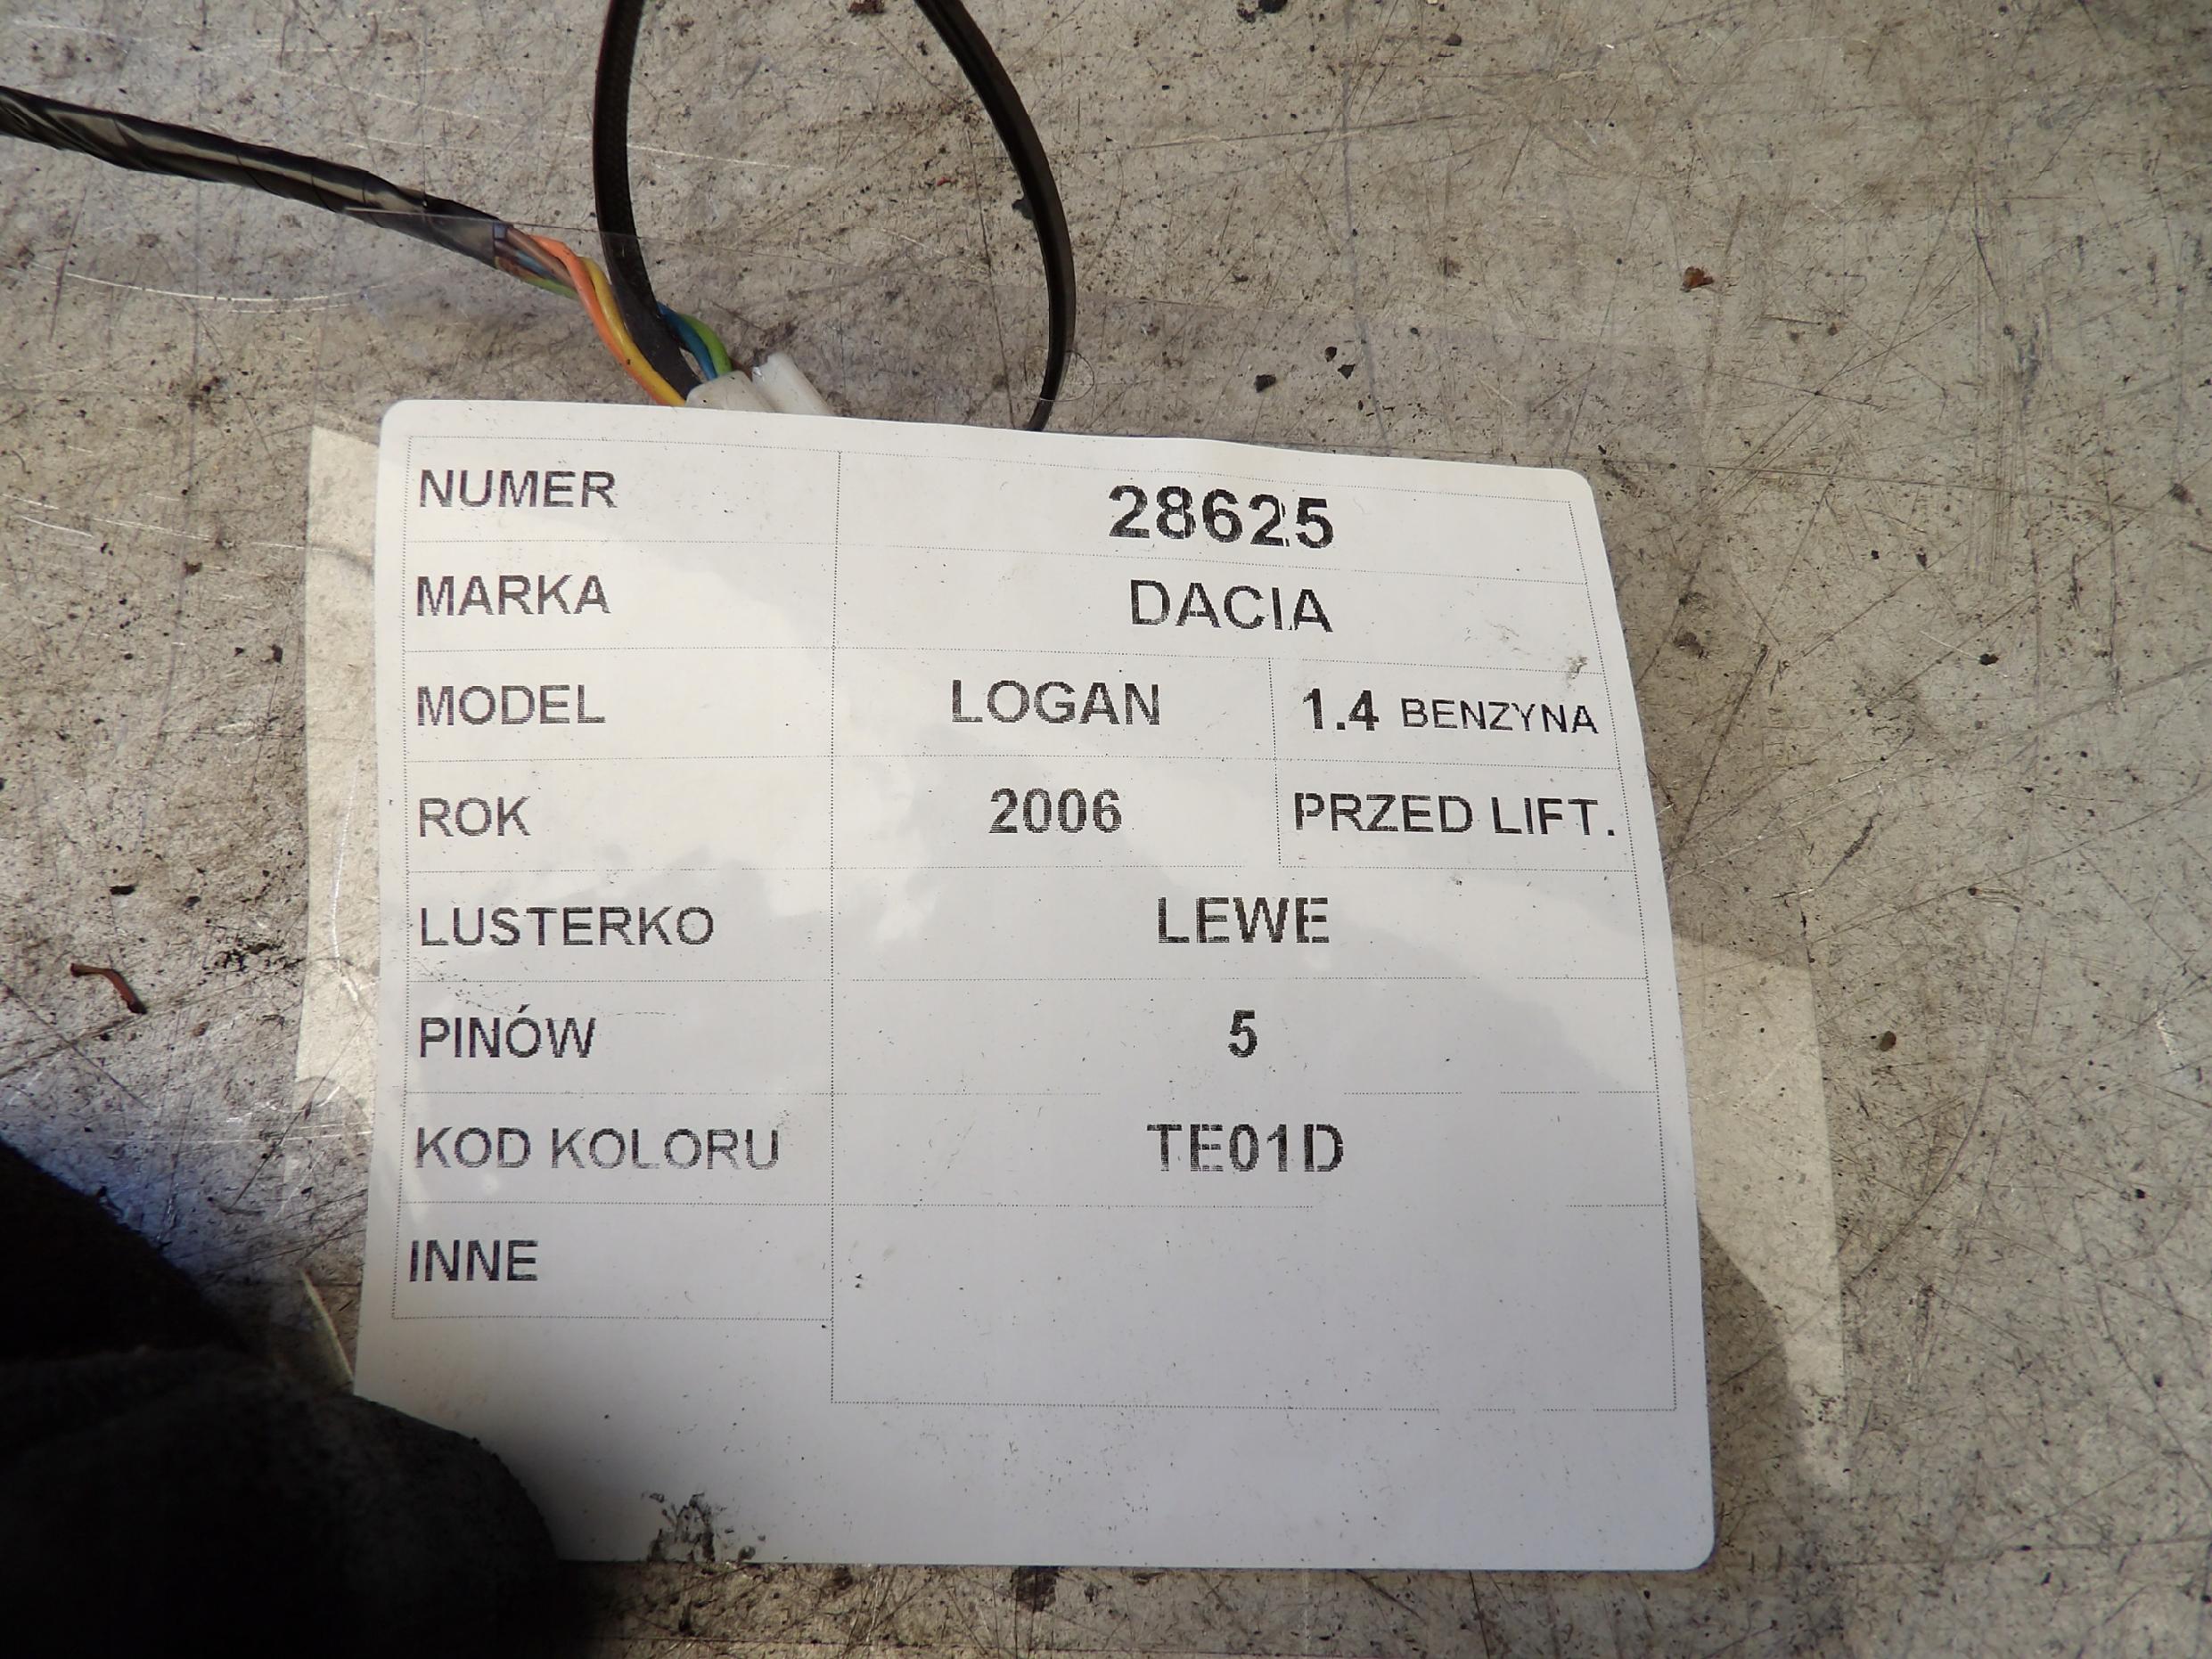 NUMER 28625
MARKA DACIA
MODEL LOGAN 1.4 BENZYNA
ROK 2006 PRZED LIFT.
LUSTERKO LEWE
PINÓW 5
KOD KOLORU TE01D
INNE